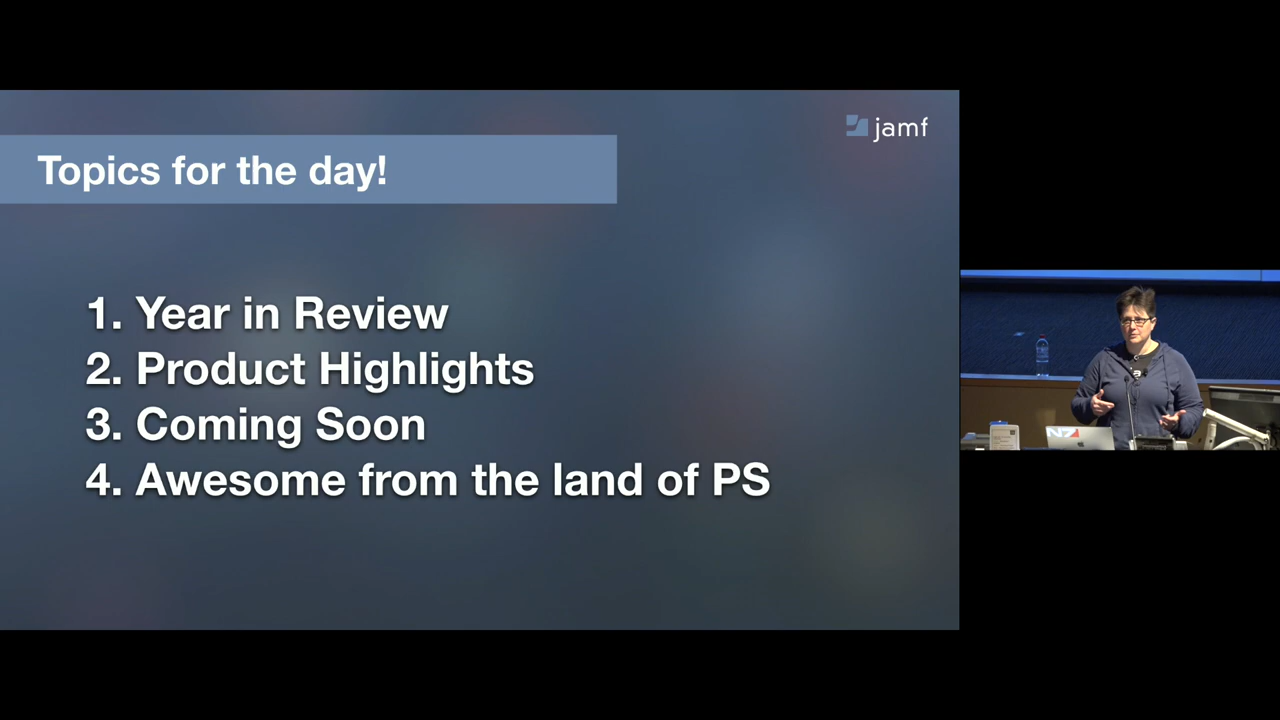 jamf
Topics for the day!
1. Year in Review
2. Product Highlights
3. Coming Soon
4. Awesome from the land of PS
N7